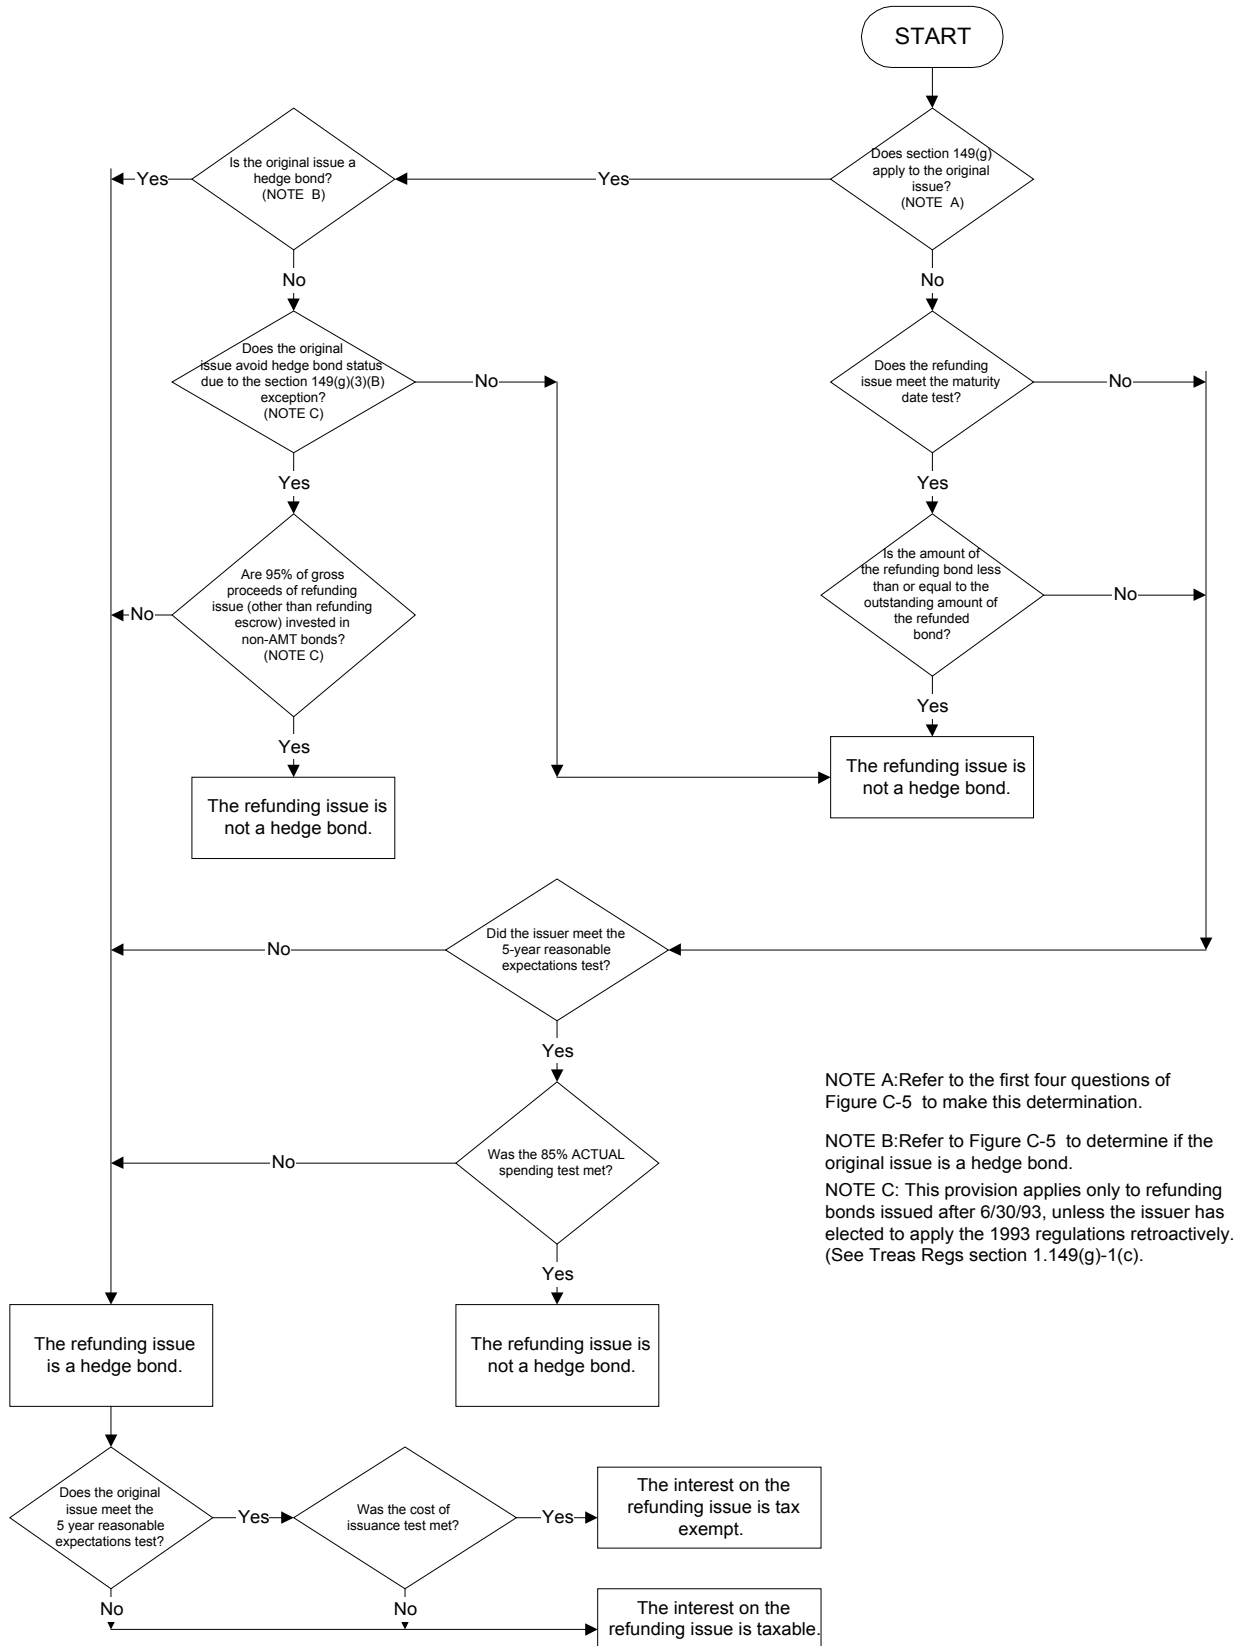 START
Does section 149(g)
apply to the original
issue?
(NOTE A)
Yes
Is the original issue a
hedge bond?
(NOTE B)
Yes
No
No
Does the original
issue avoid hedge bond status
due to the section 149(g)(3)(B)
exception?
(NOTE C)
No
Does the refunding
issue meet the maturity
date test?
No
Yes
Yes
Are 95% of gross
proceeds of refunding
issue (other than refunding
escrow) invested in
non-AMT bonds?
(NOTE C)
No
Is the amount of
the refunding bond less
than or equal to the
outstanding amount of
the refunded
bond?
No
Yes
Yes
The refunding issue is
not a hedge bond.
The refunding issue is
not a hedge bond.
Did the issuer meet the
5-year reasonable
expectations test?
No
Yes
Was the 85% ACTUAL
spending test met?
No
Yes
NOTE A:Refer to the first four questions of
Figure C-5 to make this determination.
NOTE B:Refer to Figure C-5 to determine if the
original issue is a hedge bond.
NOTE C: This provision applies only to refunding
bonds issued after 6/30/93, unless the issuer has
elected to apply the 1993 regulations retroactively.
(See Treas Regs section 1.149(g)-1(c).
The refunding issue
is a hedge bond.
The refunding issue is
not a hedge bond.
Does the original
issue meet the
5 year reasonable
expectations test?
Yes
Was the cost of
issuance test met?
Yes
The interest on the
refunding issue is tax
exempt.
No
No
The interest on the
refunding issue is taxable.